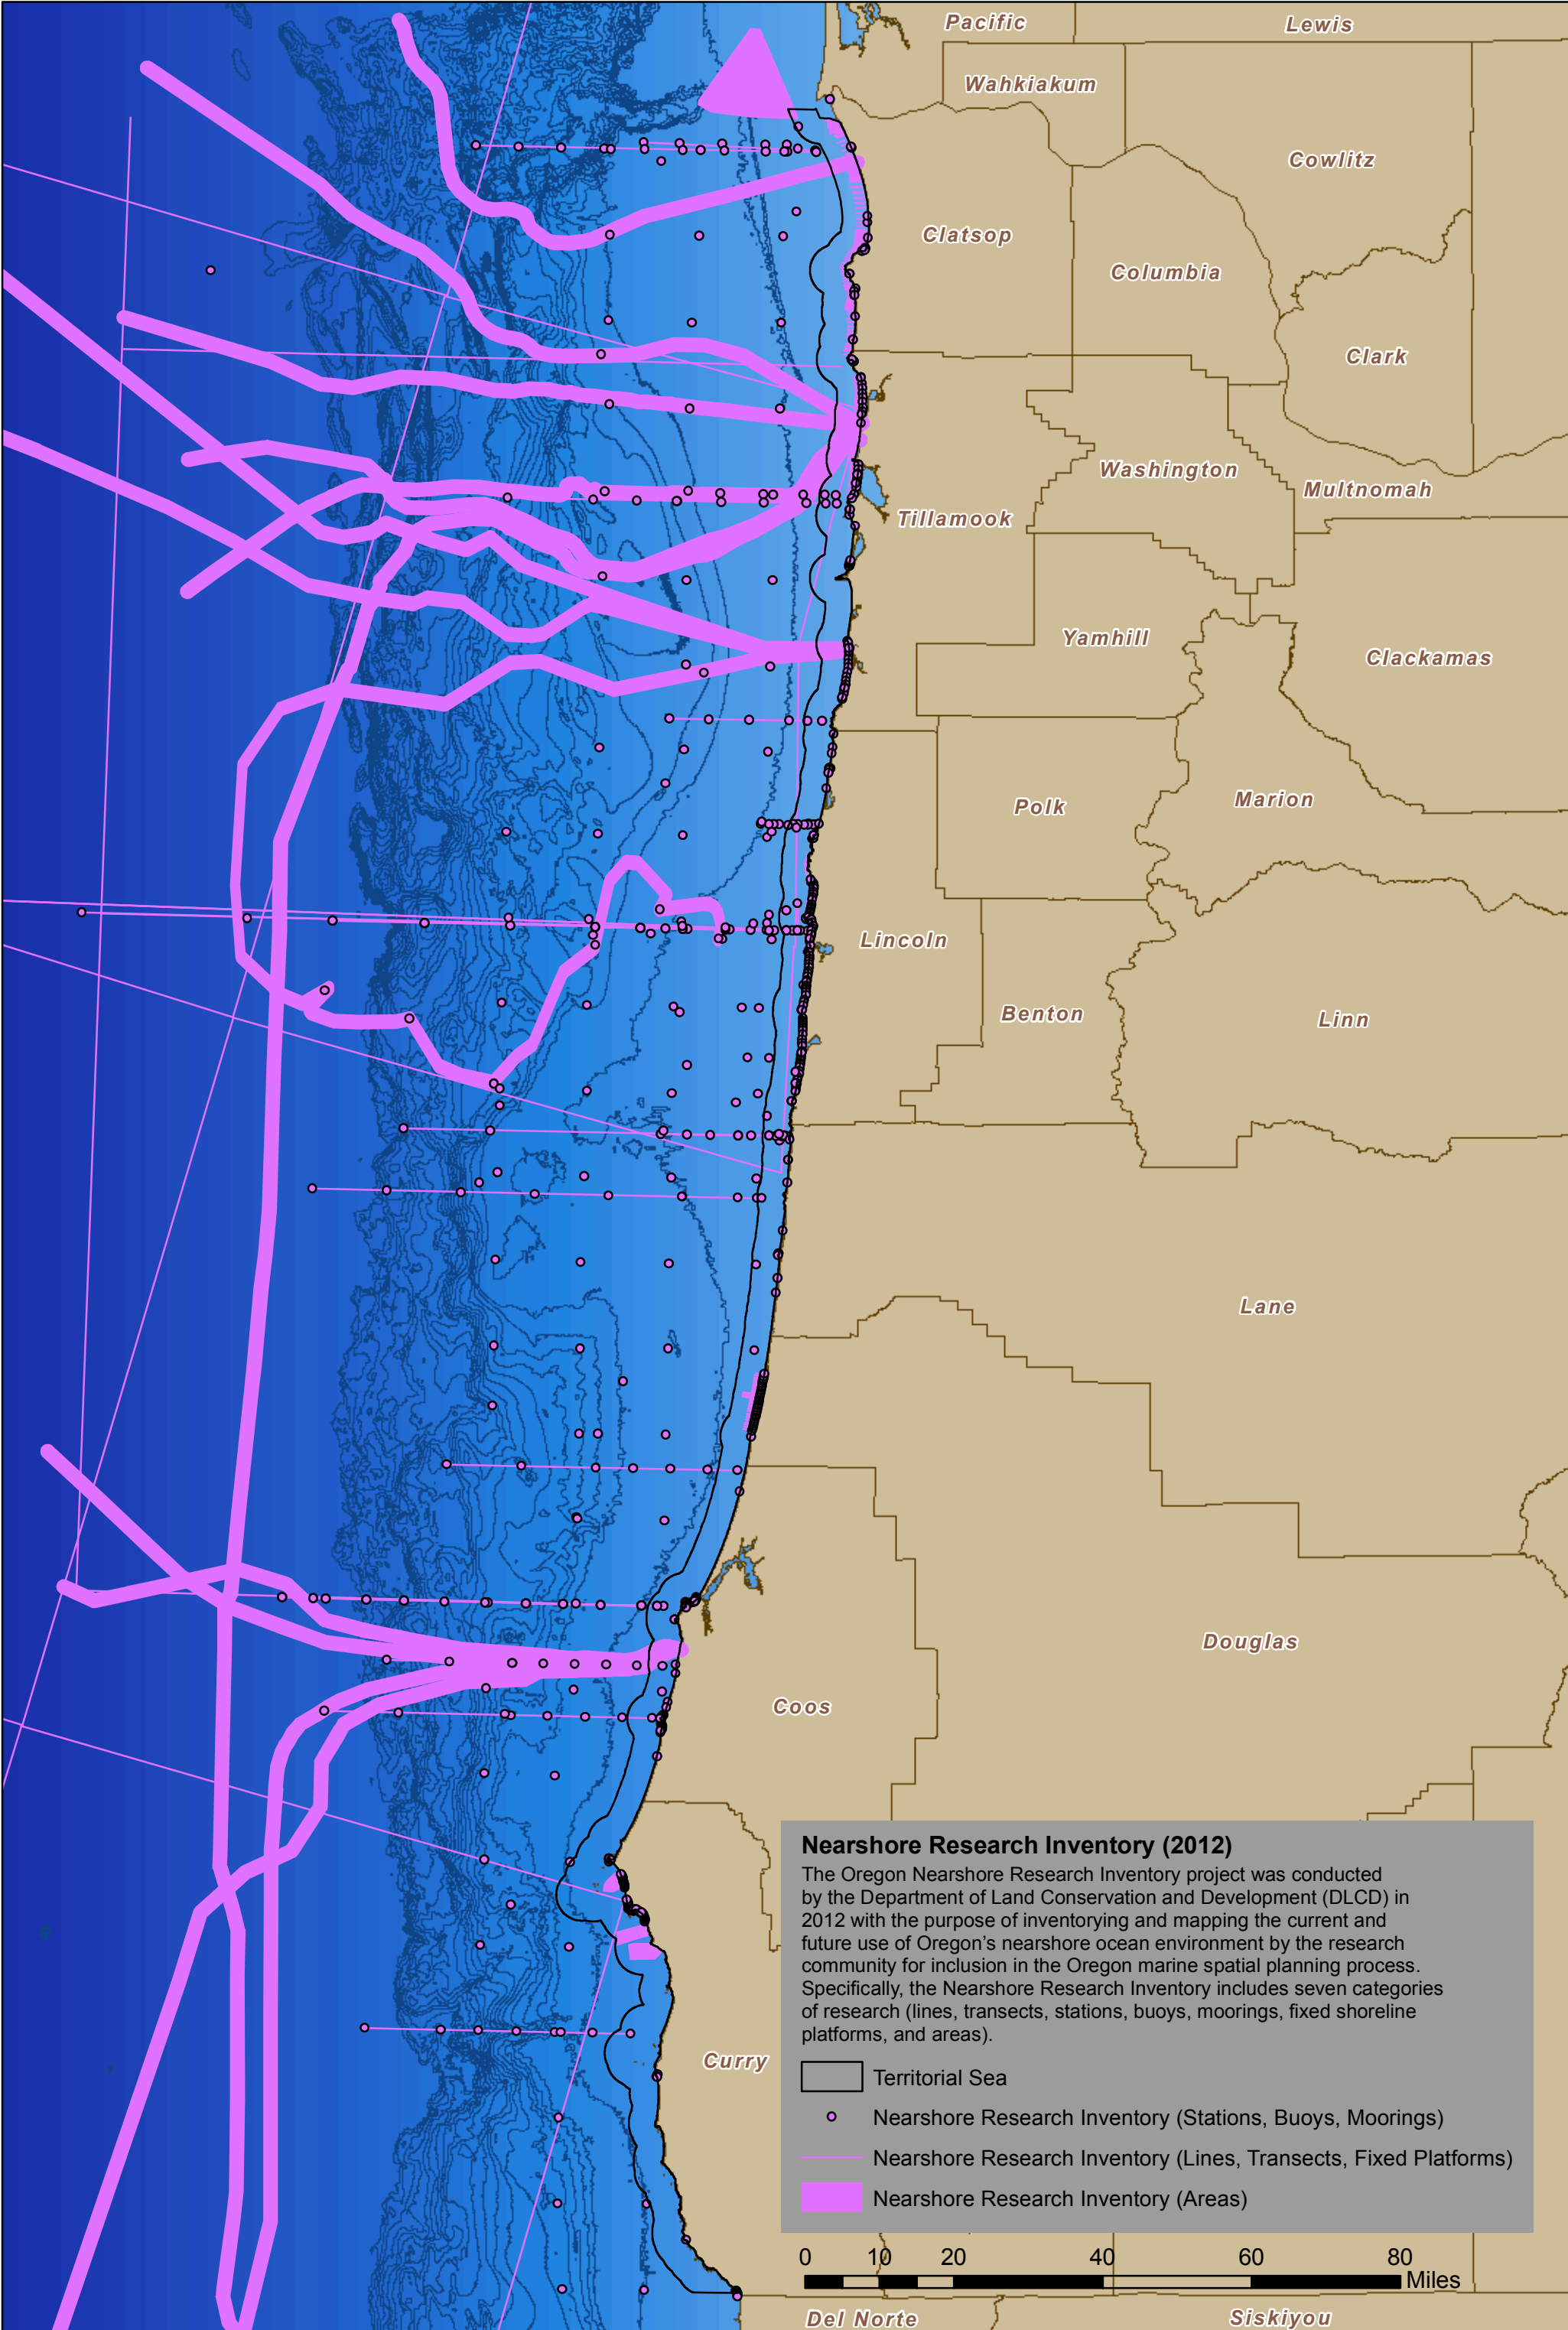 Pacific
Lewis
Wahkiakum
Cowlitz
Clatsop
Columbia
Clark
Washington
Multnomah
Tillamook
Yamhill
Clackamas
Polk
Marion
Lincoln
Benton
Linn
Lane
Douglas
Coos
Curry
Nearshore Research Inventory (2012)
The Oregon Nearshore Research Inventory project was conducted
by the Department of Land Conservation and Development (DLCD) in
2012 with the purpose of inventorying and mapping the current and
future use of Oregon's nearshore ocean environment by the research
community for inclusion in the Oregon marine spatial planning process.
Specifically, the Nearshore Research Inventory includes seven categories
of research (lines, transects, stations, buoys, moorings, fixed shoreline
platforms, and areas).
Territorial Sea
Nearshore Research Inventory (Stations, Buoys, Moorings)
Nearshore Research Inventory (Lines, Transects, Fixed Platforms)
Nearshore Research Inventory (Areas)
0 10 20 40 60 80
Miles
Del Norte
Siskiyou